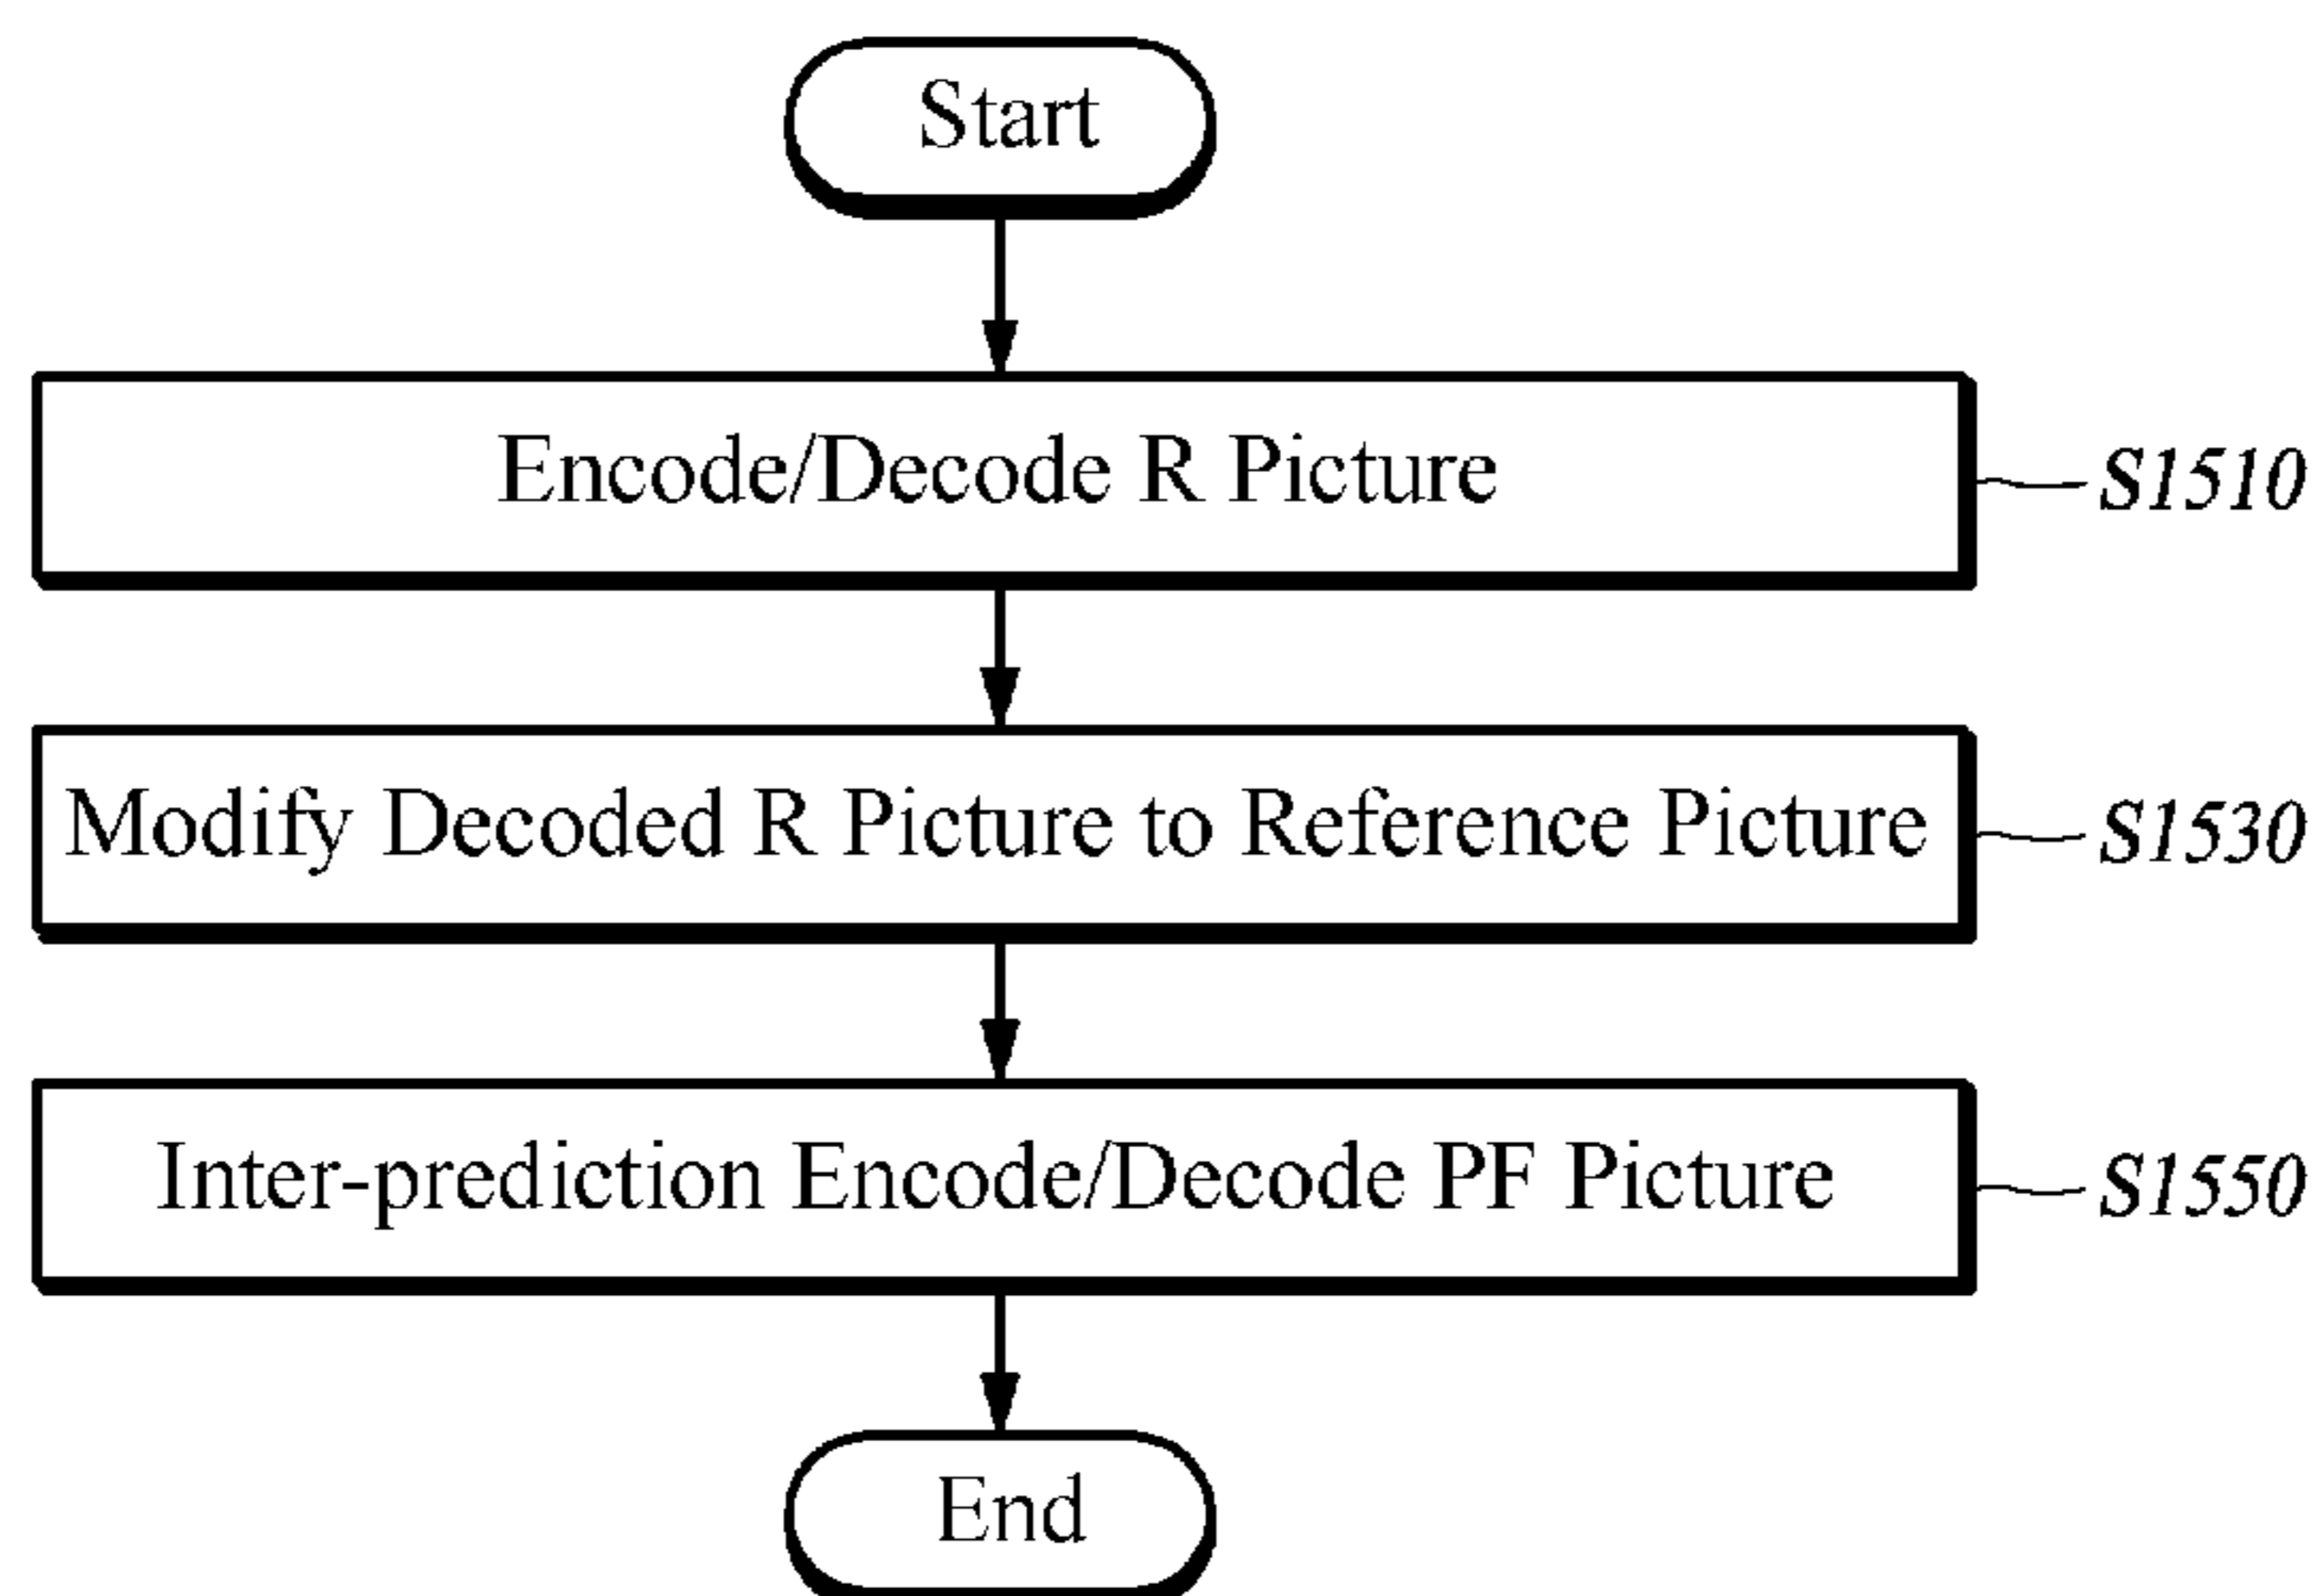 Start
Encode/Decode R Picture
S1510
Modify Decoded R Picture to Reference Picture
S1530
Inter-prediction Encode/Decode PF Picture
S1550
End